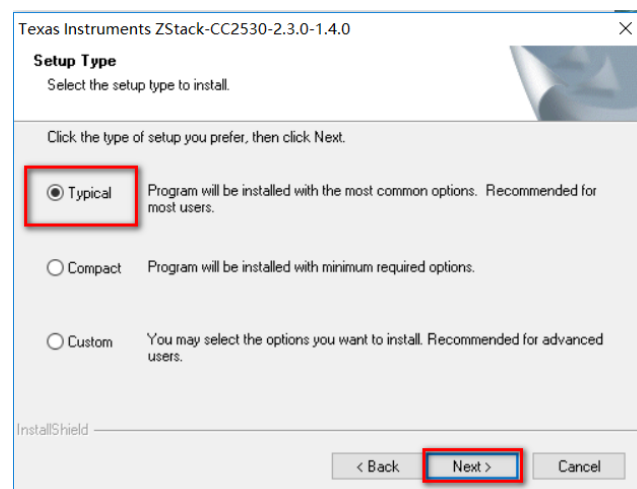 Texas Instruments ZStack-CC2530-2.3.0-1.4.0
Setup Type
Select the setup type to install.
Click the type of setup you prefer, then click Next.
Typical
Program will be installed with the most common options. Recommended for
most users.
Compact
Program will be installed with minimum required options.
Custom
You may select the options you want to install. Recommended for advanced
users.
InstallShield
< Back
Next >
Cancel